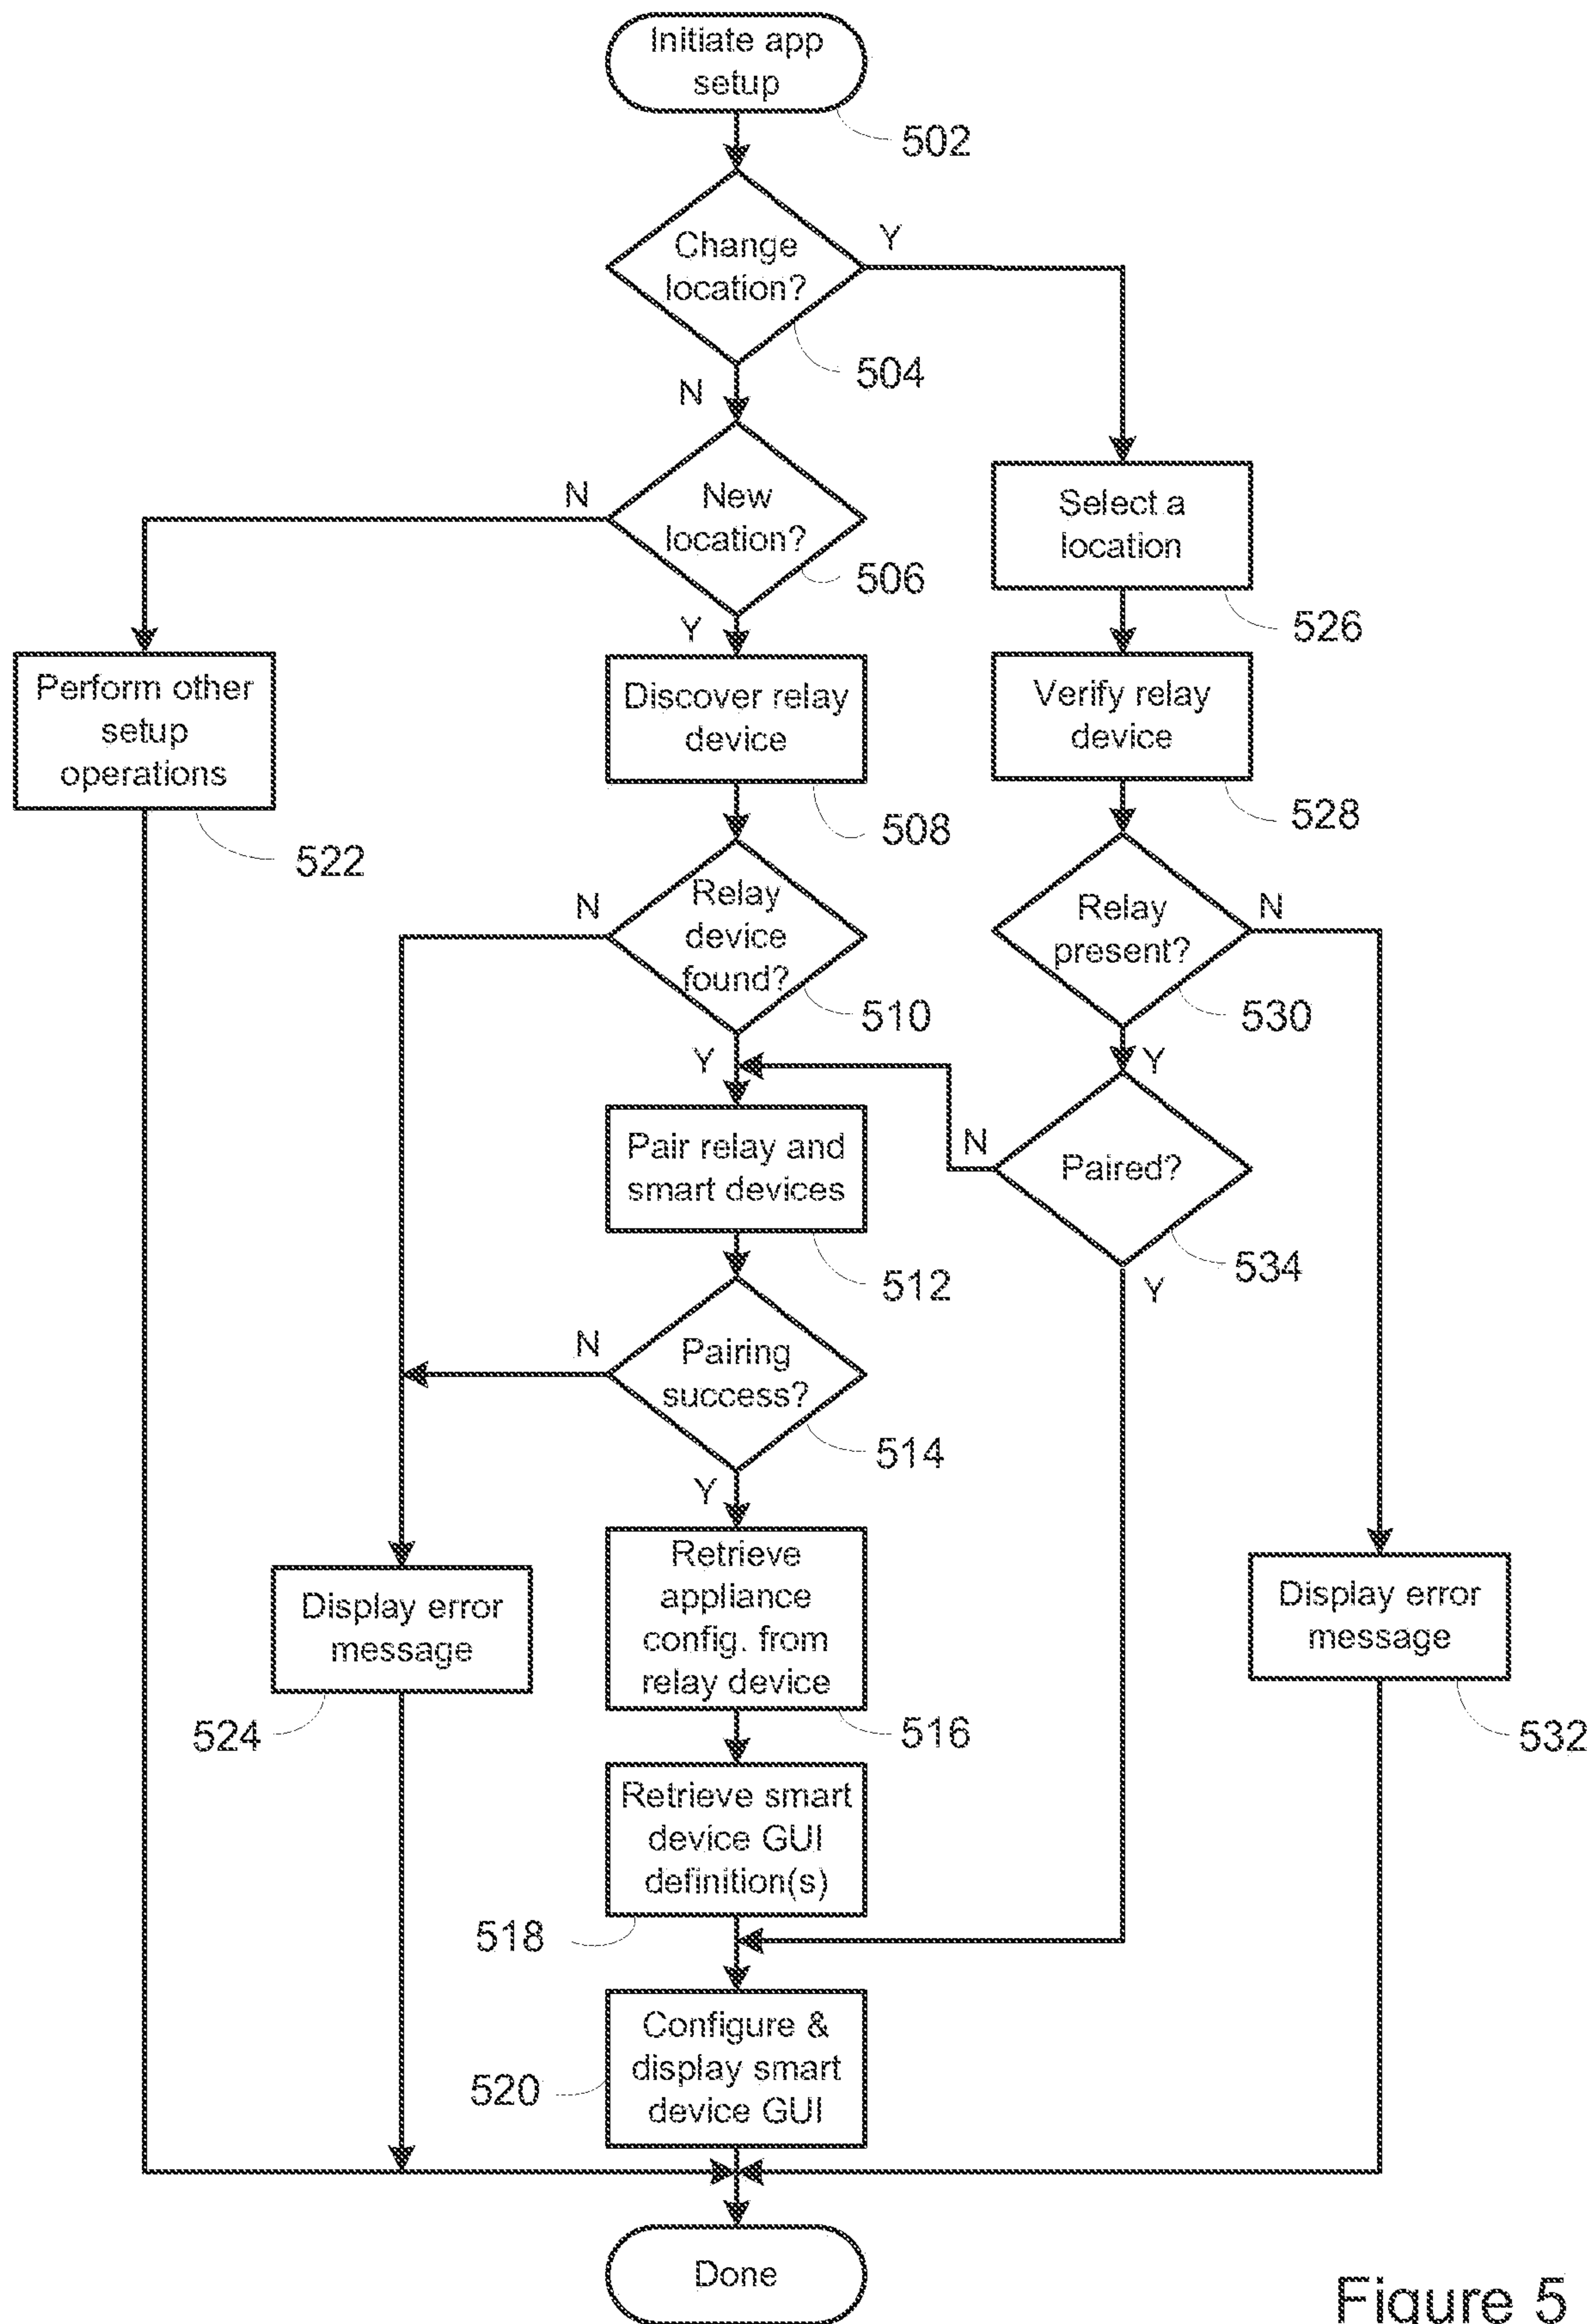 Initiate app
setup
502
Change
location?
Y
504
N
New
location?
N
506
Y
Select a
location
526
Perform other
setup
operations
522
Discover relay
device
508
Verify relay
device
528
Relay
device
found?
N
510
Y
Relay
present?
N
530
Y
Pair relay and
smart devices
512
Paired?
N
534
Y
Pairing
success?
N
514
Y
Retrieve
appliance
config. from
relay device
516
Display error
message
524
Display error
message
532
Retrieve smart
device GUI
definition(s)
518
Configure &
display smart
device GUI
520
Done
Figure 5